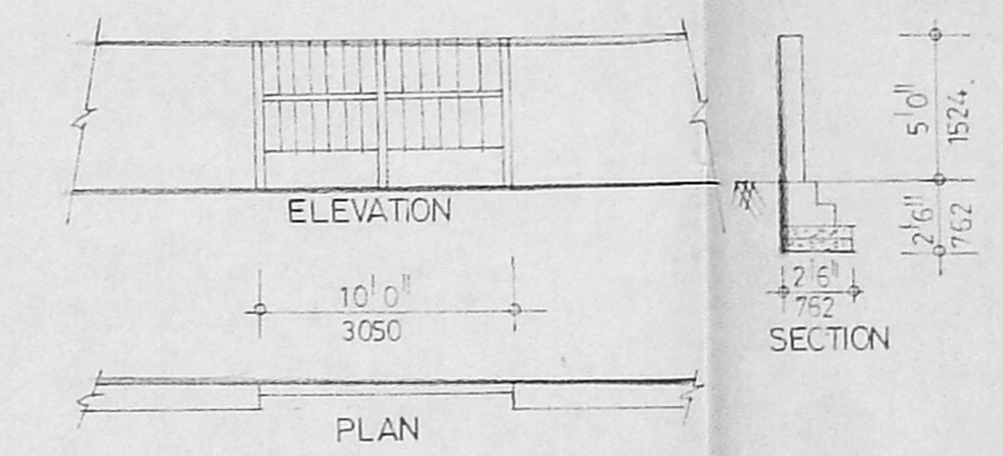 ELEVATION
10'0"
3050
PLAN
5'0"
1524
2'6"
762
2'6"
762
SECTION